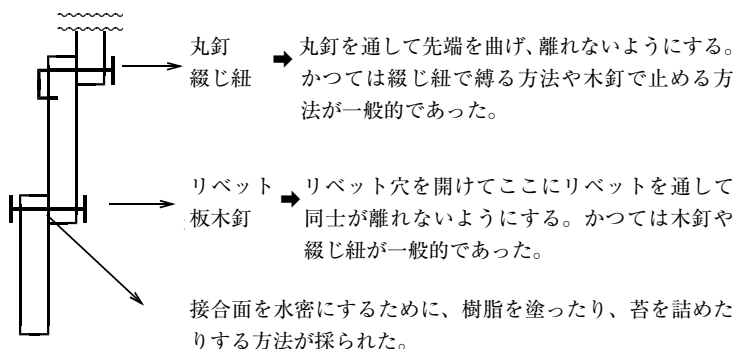 丸釘 ➡ 丸釘を通して先端を曲げ、離れないようにする。
綴じ紐 かつては綴じ紐で縛る方法や木釘で止める方
法が一般的であった。
リベット ➡ リベット穴を開けてここにリベットを通して
板木釘 同士が離れないようにする。かつては木釘や
綴じ紐が一般的であった。
接合面を水密にするために、樹脂を塗ったり、苔を詰めた
りする方法が採られた。